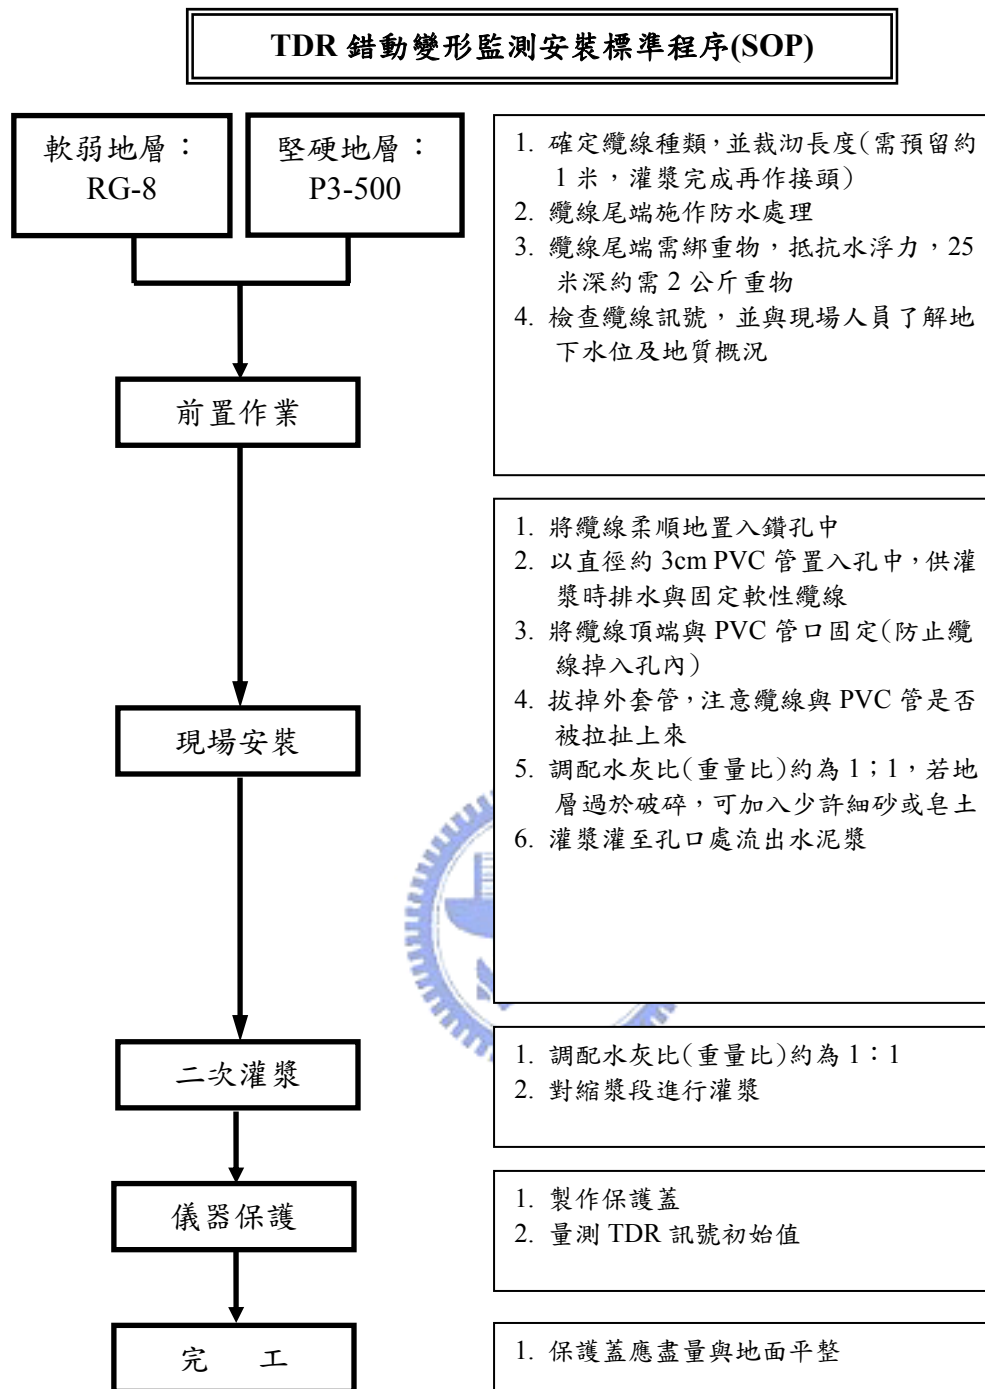 TDR 錯動變形監測安裝標準程序(SOP)
軟弱地層：
RG-8
堅硬地層：
P3-500
1. 確定纜線種類，並裁沏長度(需預留約
1 米，灌漿完成再作接頭)
2. 纜線尾端施作防水處理
3. 纜線尾端需綁重物，抵抗水浮力，25
米深約需 2 公斤重物
4. 檢查纜線訊號，並與現場人員了解地
下水位及地質概況
前置作業
1. 將纜線柔順地置入鑽孔中
2. 以直徑約 3cm PVC 管置入孔中，供灌
漿時排水與固定軟性纜線
3. 將纜線頂端與 PVC 管口固定(防止纜
線掉入孔內)
4. 拔掉外套管，注意纜線與 PVC 管是否
被拉扯上來
5. 調配水灰比(重量比)約為 1；1，若地
層過於破碎，可加入少許細砂或皂土
6. 灌漿灌至孔口處流出水泥漿
現場安裝
二次灌漿
1. 調配水灰比(重量比)約為 1：1
2. 對縮漿段進行灌漿
儀器保護
1. 製作保護蓋
2. 量測 TDR 訊號初始值
完 工
1. 保護蓋應盡量與地面平整